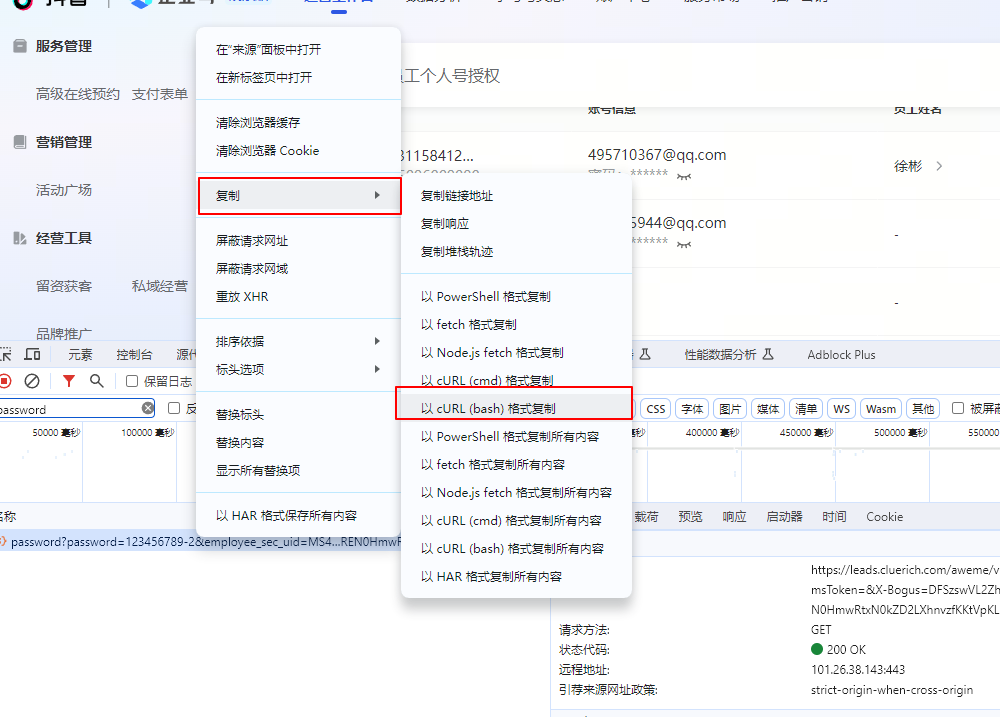 抖音
服务管理
高级在线预约 支付表单
营销管理
活动广场
经营工具
留资获客 私域经营
品牌推广
员工个人号授权
账号信息 员工姓名
495710367@qq.com
徐彬
5944@qq.com
-
-
在“来源”面板中打开
在新标签页中打开
清除浏览器缓存
清除浏览器 Cookie
复制
屏蔽请求网址
屏蔽请求网域
重放 XHR
排序依据
标头选项
替换标头
替换内容
显示所有替换项
以 HAR 格式保存所有内容
复制链接地址
复制响应
复制堆栈轨迹
以 PowerShell 格式复制
以 fetch 格式复制
以 Node.js fetch 格式复制
以 cURL (cmd) 格式复制
以 cURL (bash) 格式复制
以 PowerShell 格式复制所有内容
以 fetch 格式复制所有内容
以 Node.js fetch 格式复制所有内容
以 cURL (cmd) 格式复制所有内容
以 cURL (bash) 格式复制所有内容
以 HAR 格式复制所有内容
元素 控制台 源代 性能数据分析 Adblock Plus
保留日志
password
CSS 字体 图片 媒体 清单 WS Wasm 其他 被屏蔽
50000 毫秒 100000 毫秒 400000 毫秒 450000 毫秒 500000 毫秒 550000
名称 载荷 预览 响应 启动器 时间 Cookie
password?password=123456789-2&employee_sec_uid=MS4...REN0HmwR
https://leads.cluerich.com/aweme/v
msToken=&X-Bogus=DFSzswVL2Zh
N0HmwRtxN0kZD2LXhnvzfKKtVpKL
请求方法: GET
状态代码: 200 OK
远程地址: 101.26.38.143:443
引荐来源网址政策: strict-origin-when-cross-origin